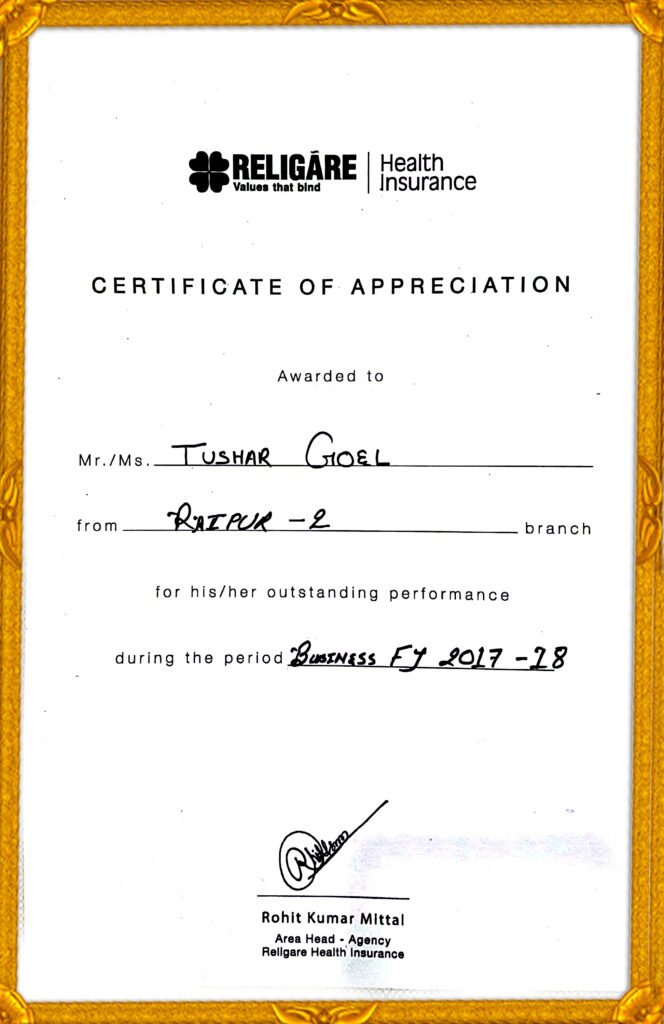 RELIGĀRE Health
Values that bind Insurance
CERTIFICATE OF APPRECIATION
Awarded to
Mr./Ms. TUSHAR GOEL
from RAIPUR - 2 branch
for his/her outstanding performance
during the period BUSINESS FY 2017 - 18
Rohit Kumar Mittal
Area Head - Agency
Religare Health Insurance